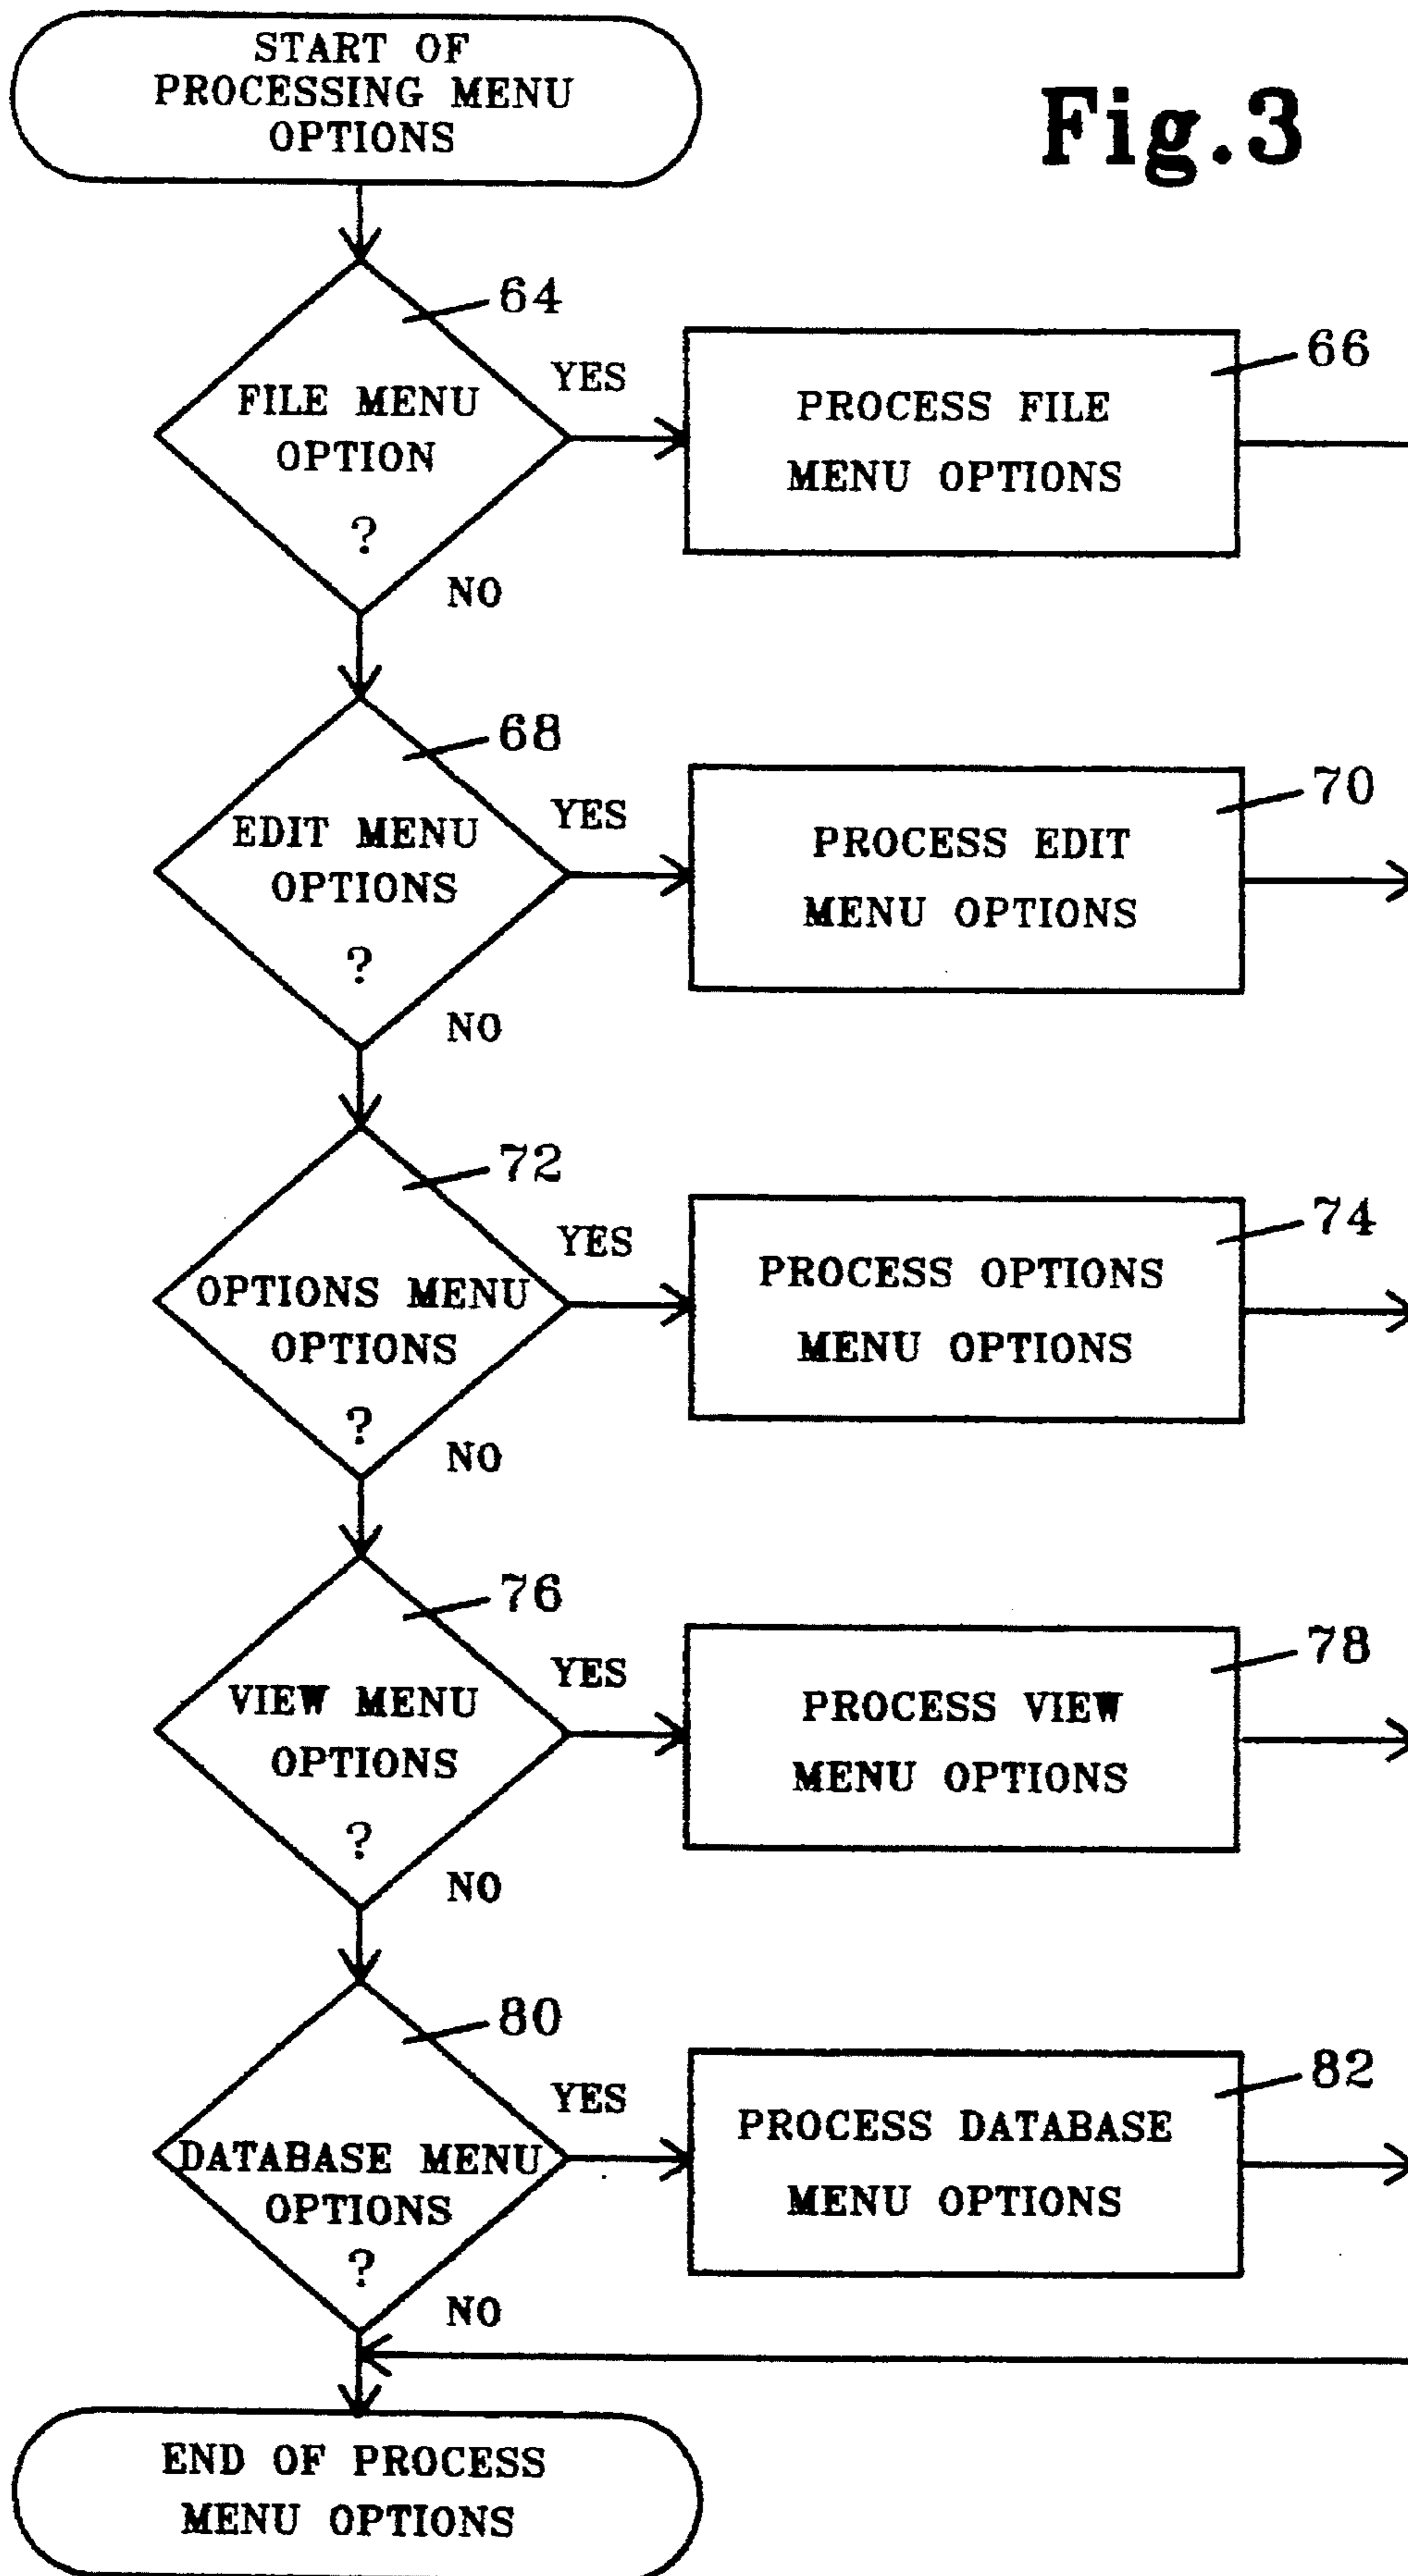 START OF
PROCESSING MENU
OPTIONS
Fig.3
64
FILE MENU
OPTION
?
YES
NO
66
PROCESS FILE
MENU OPTIONS
68
EDIT MENU
OPTIONS
?
YES
NO
70
PROCESS EDIT
MENU OPTIONS
72
OPTIONS MENU
OPTIONS
?
YES
NO
74
PROCESS OPTIONS
MENU OPTIONS
76
VIEW MENU
OPTIONS
?
YES
NO
78
PROCESS VIEW
MENU OPTIONS
80
DATABASE MENU
OPTIONS
?
YES
NO
82
PROCESS DATABASE
MENU OPTIONS
END OF PROCESS
MENU OPTIONS